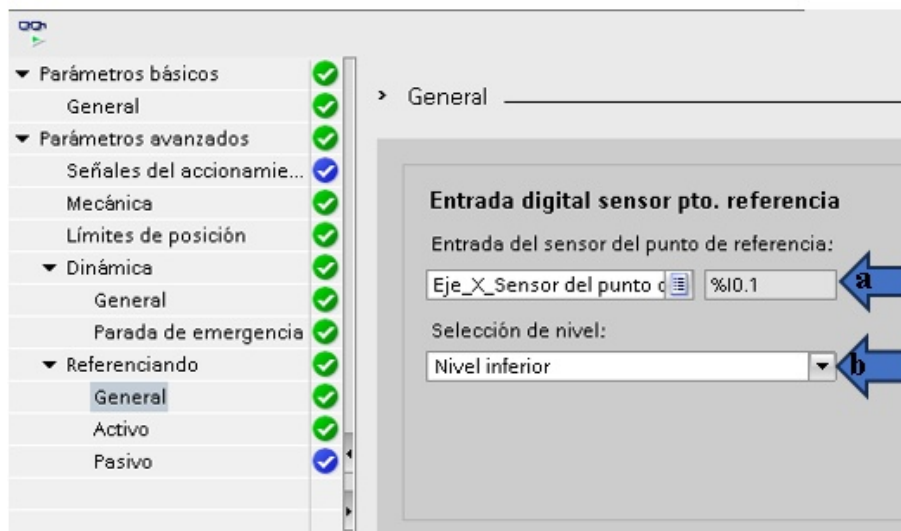 Parámetros básicos
General
Parámetros avanzados
Señales del accionamie...
Mecánica
Límites de posición
Dinámica
General
Parada de emergencia
Referenciando
General
Activo
Pasivo
General
Entrada digital sensor pto. referencia
Entrada del sensor del punto de referencia:
Eje_X_Sensor del punto d %I0.1 a
Selección de nivel:
Nivel inferior b